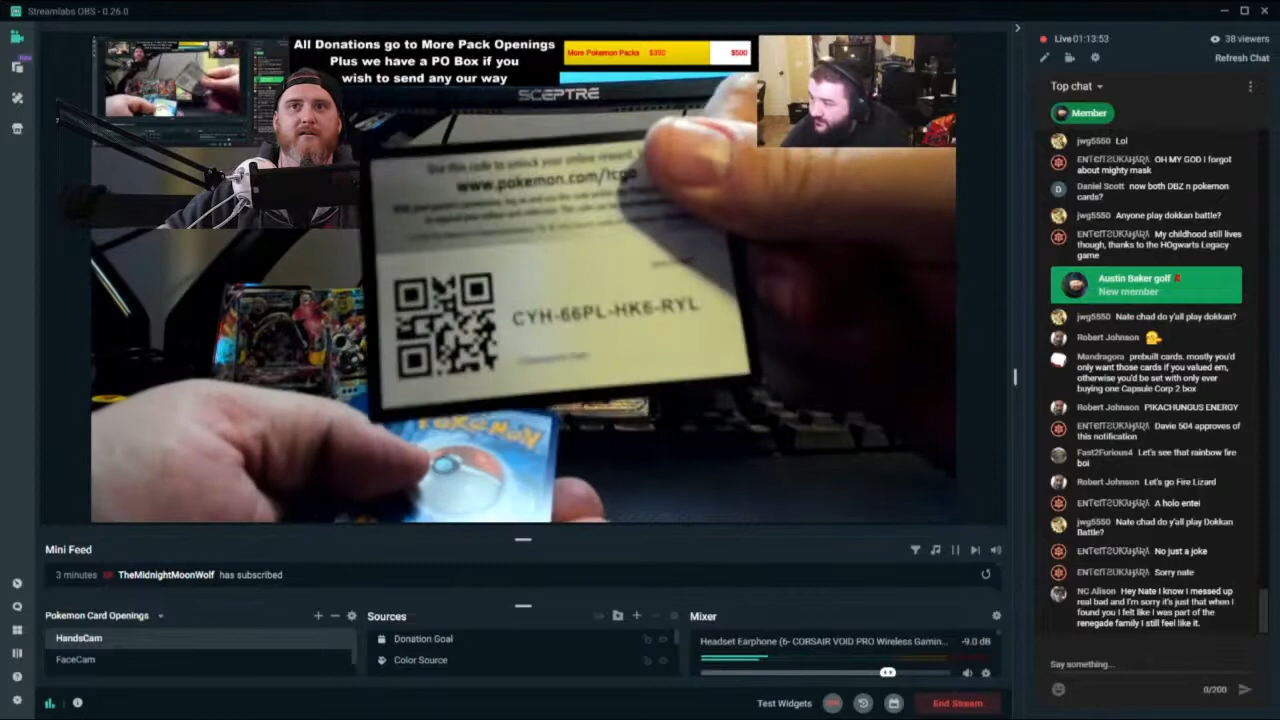 Streamlabs OBS - 0.26.0
All Donations go to More Pack Openings
Plus we have a PO Box if you
wish to send any our way
More Pokemon Packs $390 $500
SCEPTRE
Use this code to unlock your online reward.
www.pokemon.com/tcgo
CYH-66PL-HK6-RYL
POKEMON
Live 01:13:53
38 viewers
Refresh Chat
Top chat
Member
jwg5550 Lol
OH MY GOD I forgot
about mighty mask
Daniel Scott now both DBZ n pokemon
cards?
jwg5550 Anyone play dokkan battle?
My childhood still lives
though, thanks to the HOgwarts Legacy
game
Austin Baker golf
New member
jwg5550 Nate chad do y'all play dokkan?
Robert Johnson
Mandragora prebuilt cards. mostly you'd
only want those cards if you valued em,
otherwise you'd be set with only ever
buying one Capsule Corp 2 box
Robert Johnson PIKACHUNGUS ENERGY
Davie 504 approves of
this notification
Fast2Furious4 Let's see that rainbow fire
boi
Robert Johnson Let's go Fire Lizard
A holo entei
jwg5550 Nate chad do y'all play Dokkan
Battle?
No just a joke
Sorry nate
NC Alison Hey Nate I know I messed up
real bad and I'm sorry it's just that when I
found you I felt like I was part of the
renegade family I still feel like it.
Say something...
0/200
Mini Feed
3 minutes TheMidnightMoonWolf has subscribed
Pokemon Card Openings
HandsCam
FaceCam
Sources
Donation Goal
Color Source
Mixer
Headset Earphone (6- CORSAIR VOID PRO Wireless Gamin... -9.0 dB
Test Widgets
End Stream